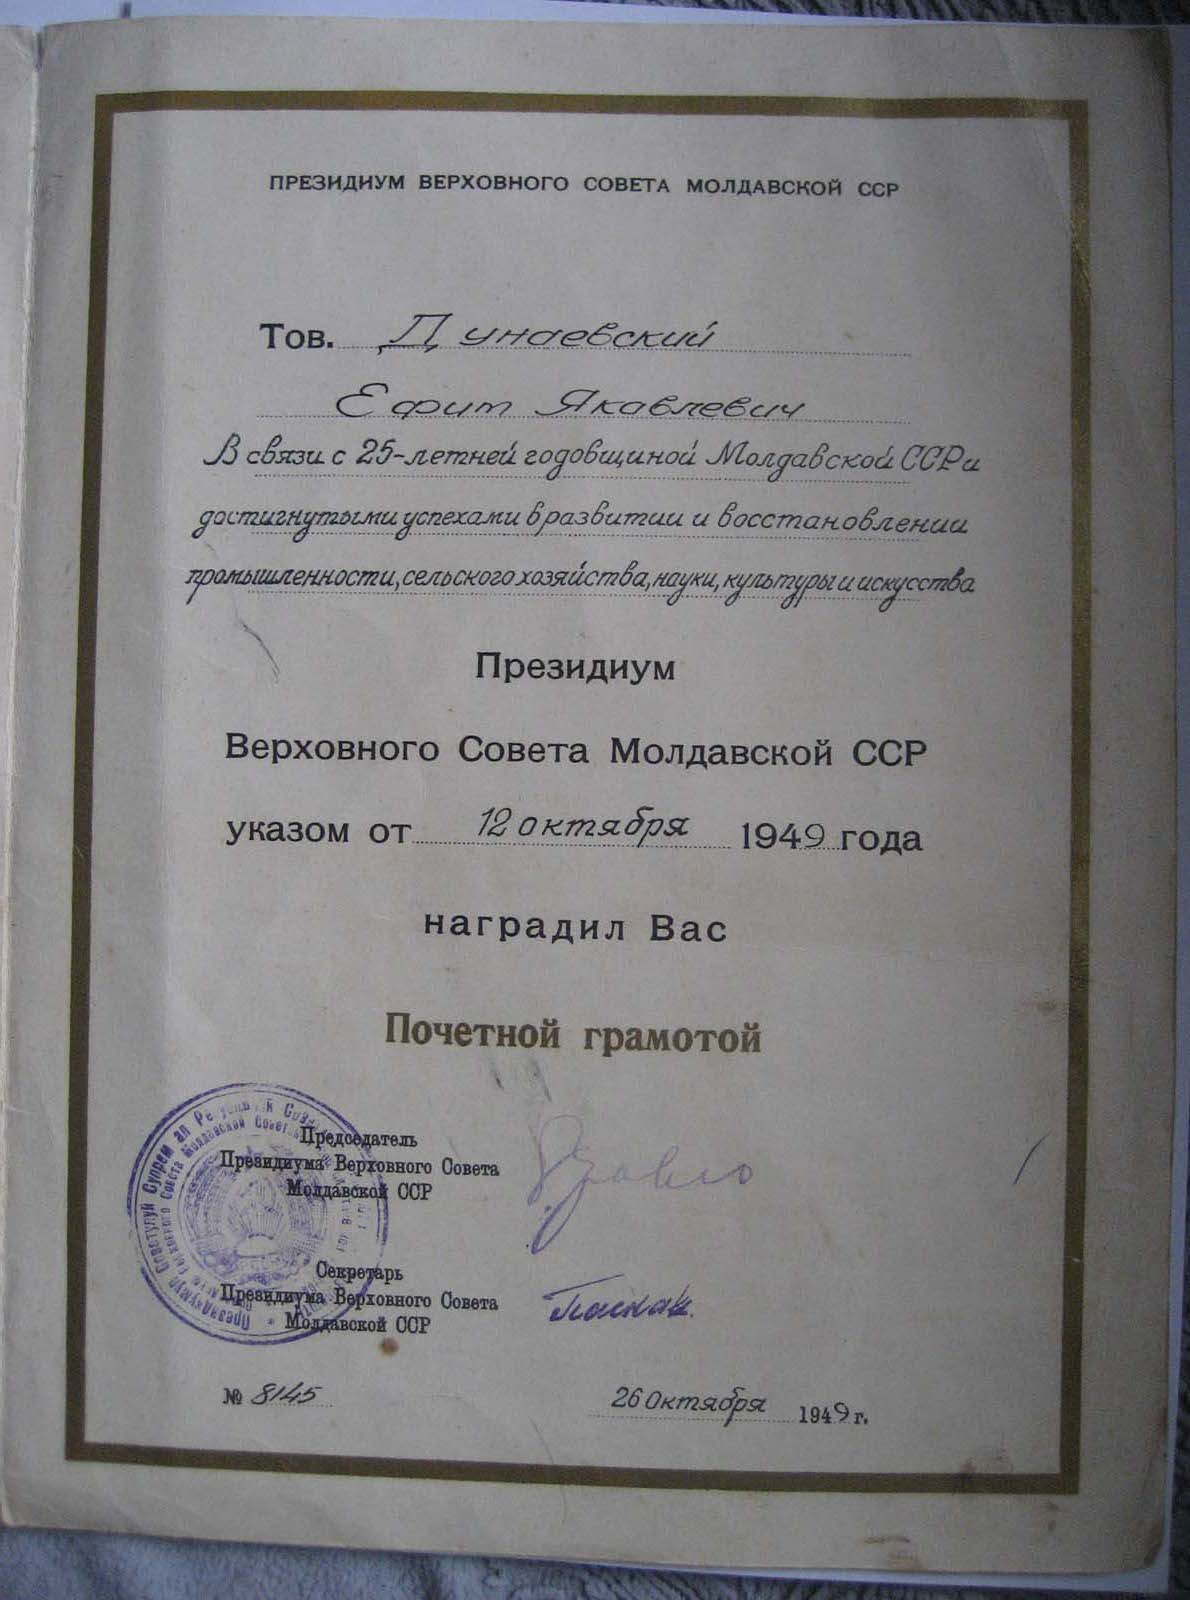 ПРЕЗИДИУМ ВЕРХОВНОГО СОВЕТА МОЛДАВСКОЙ ССР
Тов. Дунаевский
Ефим Яковлевич
В связи с 25-летней годовщиной Молдавской ССР и
достигнутыми успехами в развитии и восстановлении
промышленности, сельского хозяйства, науки, культуры и искусства
Президиум
Верховного Совета Молдавской ССР
указом от 12 октября 1949 года
наградил Вас
Почетной грамотой
Председатель
Президиума Верховного Совета
Молдавской ССР
Секретарь
Президиума Верховного Совета
Молдавской ССР
№ 8145
26 октября 1949 г.